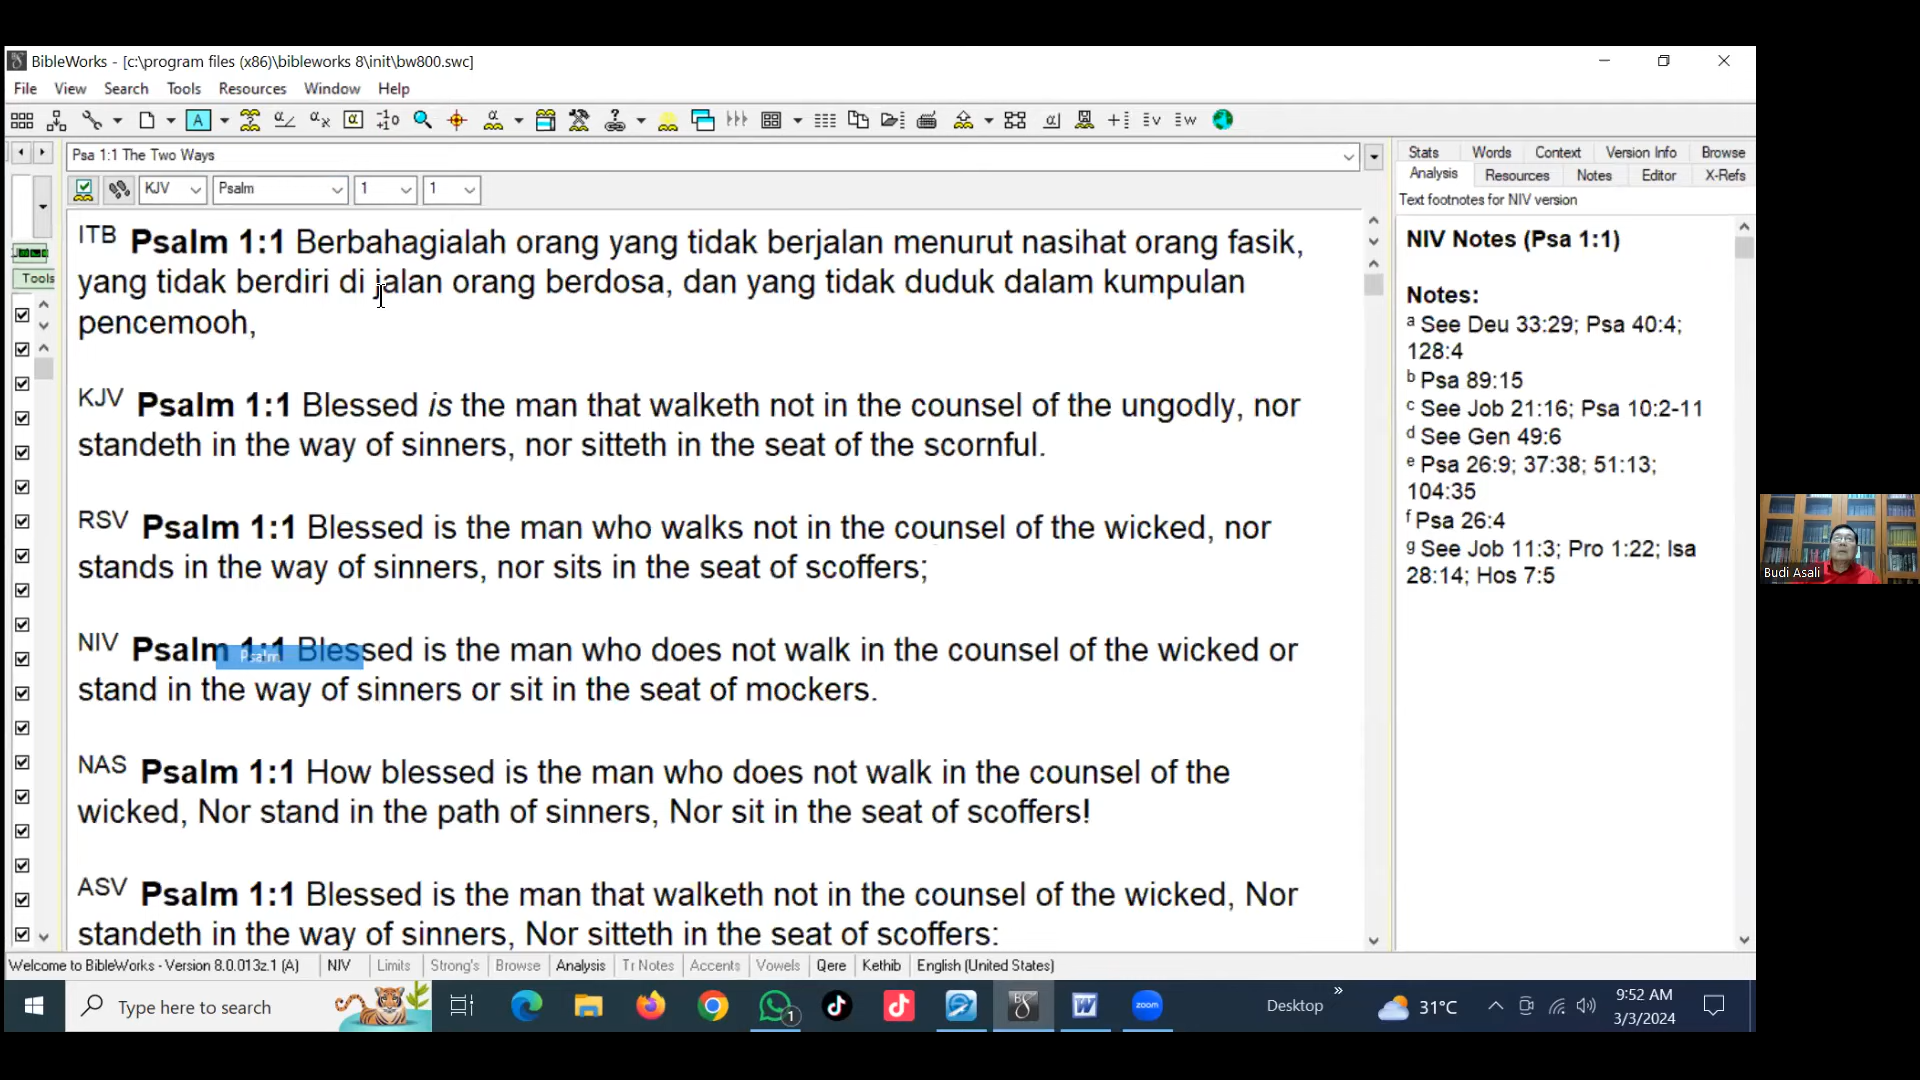 BibleWorks - [c:\program files (x86)\bibleworks 8\init\bw800.swc]
File View Search Tools Resources Window Help
Psa 1:1 The Two Ways
KJV Psalm 1 1
Tools
ITB Psalm 1:1 Berbahagialah orang yang tidak berjalan menurut nasihat orang fasik,
yang tidak berdiri di jalan orang berdosa, dan yang tidak duduk dalam kumpulan
pencemooh,
KJV Psalm 1:1 Blessed is the man that walketh not in the counsel of the ungodly, nor
standeth in the way of sinners, nor sitteth in the seat of the scornful.
RSV Psalm 1:1 Blessed is the man who walks not in the counsel of the wicked, nor
stands in the way of sinners, nor sits in the seat of scoffers;
NIV Psalm 1:1 Blessed is the man who does not walk in the counsel of the wicked or
Psalm
stand in the way of sinners or sit in the seat of mockers.
NAS Psalm 1:1 How blessed is the man who does not walk in the counsel of the
wicked, Nor stand in the path of sinners, Nor sit in the seat of scoffers!
ASV Psalm 1:1 Blessed is the man that walketh not in the counsel of the wicked, Nor
standeth in the way of sinners, Nor sitteth in the seat of scoffers:
Stats Words Context Version Info Browse
Analysis Resources Notes Editor X-Refs
Text footnotes for NIV version
NIV Notes (Psa 1:1)
Notes:
a See Deu 33:29; Psa 40:4;
128:4
b Psa 89:15
c See Job 21:16; Psa 10:2-11
d See Gen 49:6
e Psa 26:9; 37:38; 51:13;
104:35
f Psa 26:4
g See Job 11:3; Pro 1:22; Isa
28:14; Hos 7:5
Budi Asali
Welcome to BibleWorks - Version 8.0.013z.1 (A) NIV Limits Strong's Browse Analysis Tr Notes Accents Vowels Qere Kethib English (United States)
Type here to search
1
zoom
Desktop
31°C
9:52 AM
3/3/2024